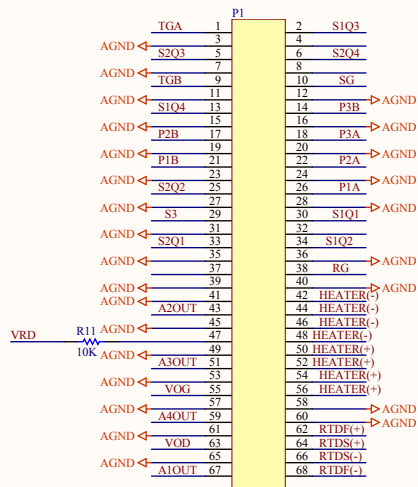 P1
TGA 1 2 S1Q3
AGND 3 4
S2Q3 5 6 S2Q4
AGND 7 8
TGB 9 10 SG
AGND 11 12 AGND
S1Q4 13 14 P3B
AGND 15 16 AGND
P2B 17 18 P3A
AGND 19 20 AGND
P1B 21 22 P2A
AGND 23 24 AGND
S2Q2 25 26 P1A
AGND 27 28 AGND
S3 29 30 S1Q1
AGND 31 32
S2Q1 33 34 S1Q2
AGND 35 36 AGND
37 38 RG
AGND 39 40 AGND
AGND 41 42 HEATER(-)
A2OUT 43 44 HEATER(-)
AGND 45 46 HEATER(-)
VRD R11 10K 47 48 HEATER(-)
AGND 49 50 HEATER(+)
A3OUT 51 52 HEATER(+)
AGND 53 54 HEATER(+)
VOG 55 56 HEATER(+)
AGND 57 58 AGND
A4OUT 59 60 AGND
AGND 61 62 RTDF(+)
VOD 63 64 RTDS(+)
AGND 65 66 RTDS(-)
A1OUT 67 68 RTDF(-)